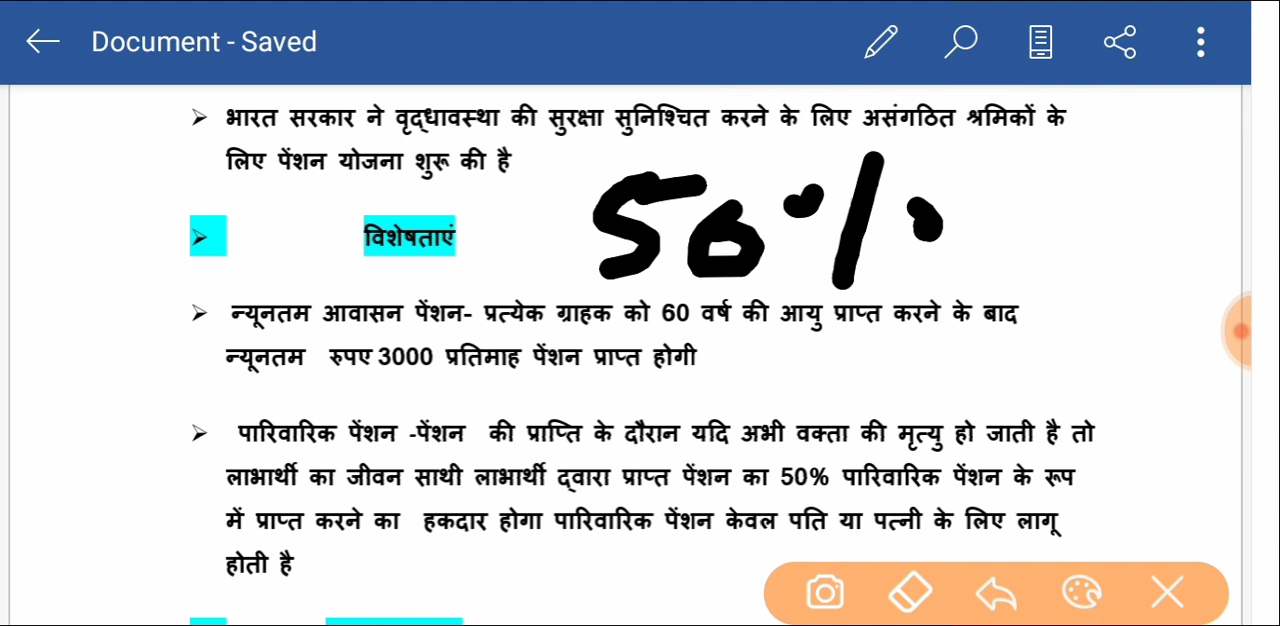 Document - Saved
➢ भारत सरकार ने वृद्धावस्था की सुरक्षा सुनिश्चित करने के लिए असंगठित श्रमिकों के
लिए पेंशन योजना शुरू की है
50%
➢ विशेषताएं
➢ न्यूनतम आवासन पेंशन- प्रत्येक ग्राहक को 60 वर्ष की आयु प्राप्त करने के बाद
न्यूनतम रुपए 3000 प्रतिमाह पेंशन प्राप्त होगी
➢ पारिवारिक पेंशन -पेंशन की प्राप्ति के दौरान यदि अभी वक्ता की मृत्यु हो जाती है तो
लाभार्थी का जीवन साथी लाभार्थी द्वारा प्राप्त पेंशन का 50% पारिवारिक पेंशन के रूप
में प्राप्त करने का हकदार होगा पारिवारिक पेंशन केवल पति या पत्नी के लिए लागू
होती है